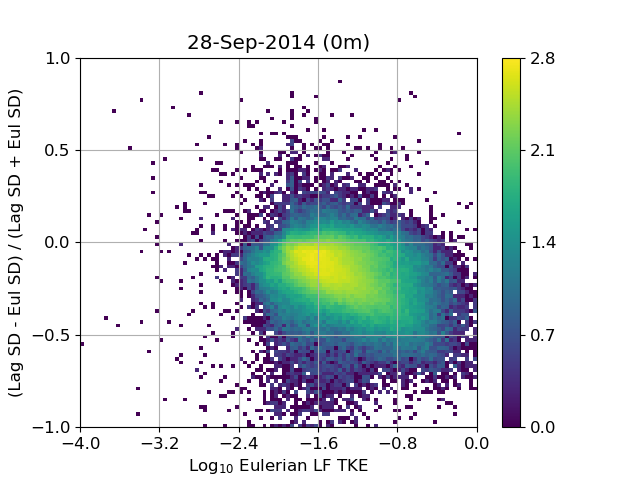 28-Sep-2014 (0m)
(Lag SD - Eul SD) / (Lag SD + Eul SD)
1.0
0.5
0.0
−0.5
−1.0
−4.0 −3.2 −2.4 −1.6 −0.8 0.0
Log₁₀ Eulerian LF TKE
2.8
2.1
1.4
0.7
0.0